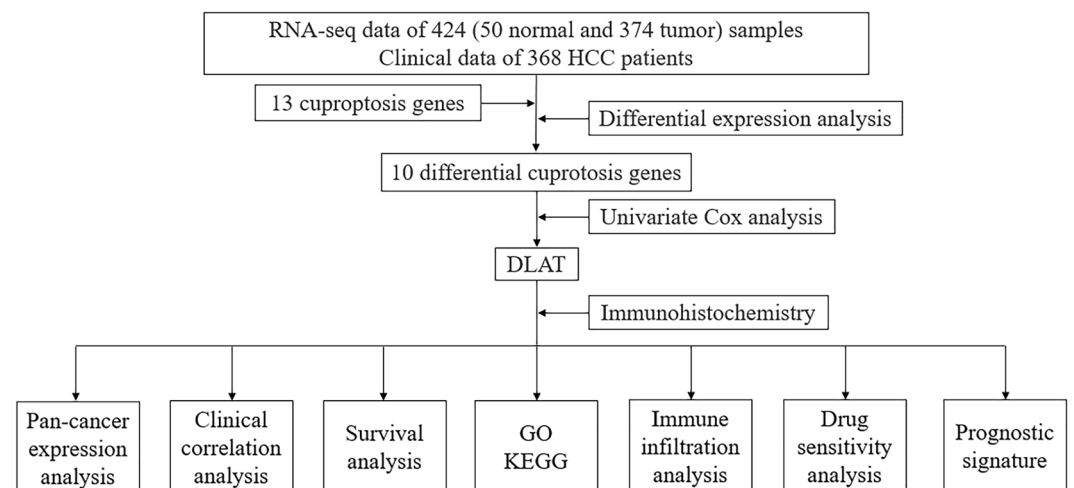 RNA-seq data of 424 (50 normal and 374 tumor) samples
Clinical data of 368 HCC patients
13 cuproptosis genes
Differential expression analysis
10 differential cuprotosis genes
Univariate Cox analysis
DLAT
Immunohistochemistry
Pan-cancer
expression
analysis
Clinical
correlation
analysis
Survival
analysis
GO
KEGG
Immune
infiltration
analysis
Drug
sensitivity
analysis
Prognostic
signature